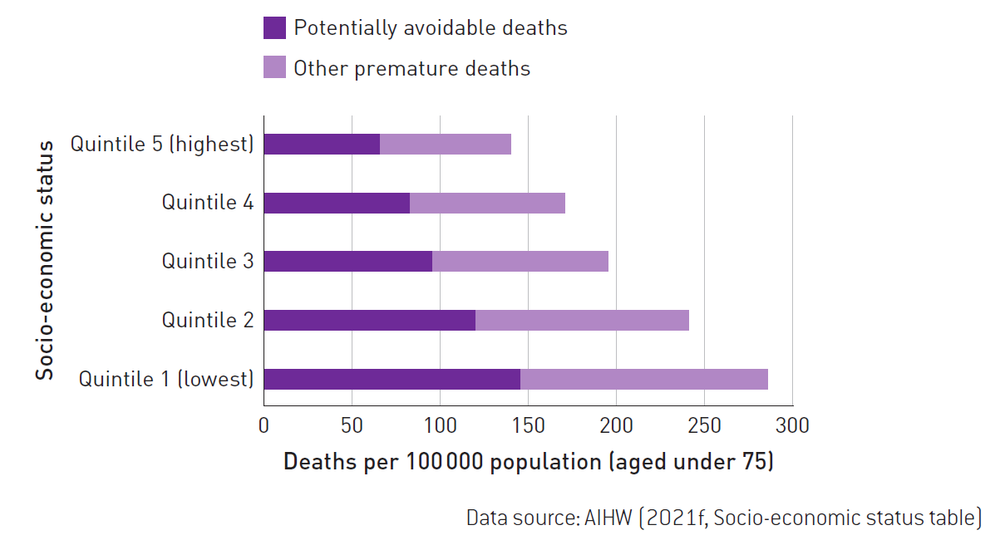 Potentially avoidable deaths
Other premature deaths
Socio-economic status
Quintile 5 (highest)
Quintile 4
Quintile 3
Quintile 2
Quintile 1 (lowest)
0 50 100 150 200 250 300
Deaths per 100 000 population (aged under 75)
Data source: AIHW (2021f, Socio-economic status table)